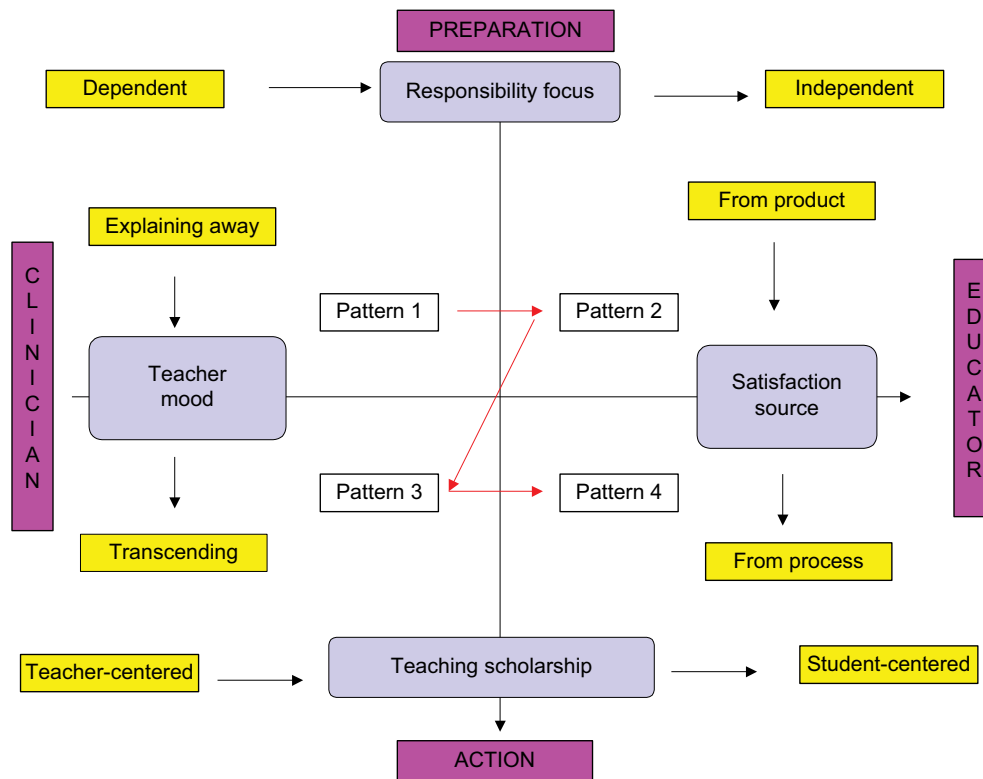 PREPARATION
Dependent
Responsibility focus
Independent
Explaining away
From product
CLINICIAN
EDUCATOR
Pattern 1
Pattern 2
Teacher
mood
Satisfaction
source
Pattern 3
Pattern 4
Transcending
From process
Teacher-centered
Teaching scholarship
Student-centered
ACTION